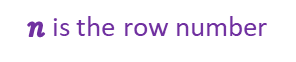 n is the row number